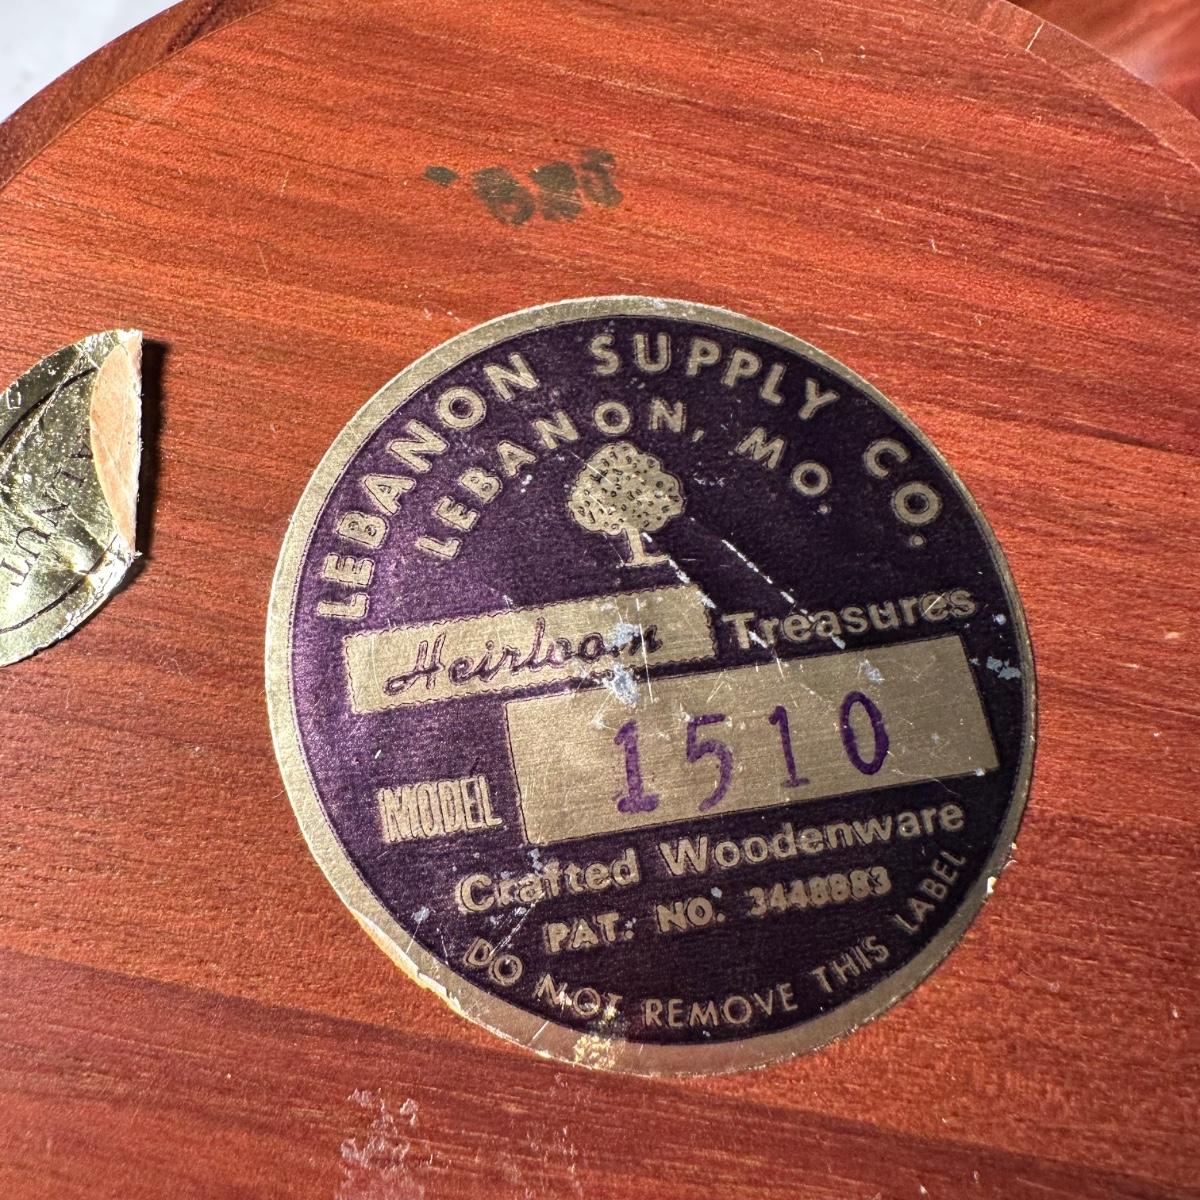 LEBANON SUPPLY CO.
LEBANON, MO.
Heirloom Treasures
MODEL 1510
Crafted Woodenware
PAT. NO. 3448883
DO NOT REMOVE THIS LABEL